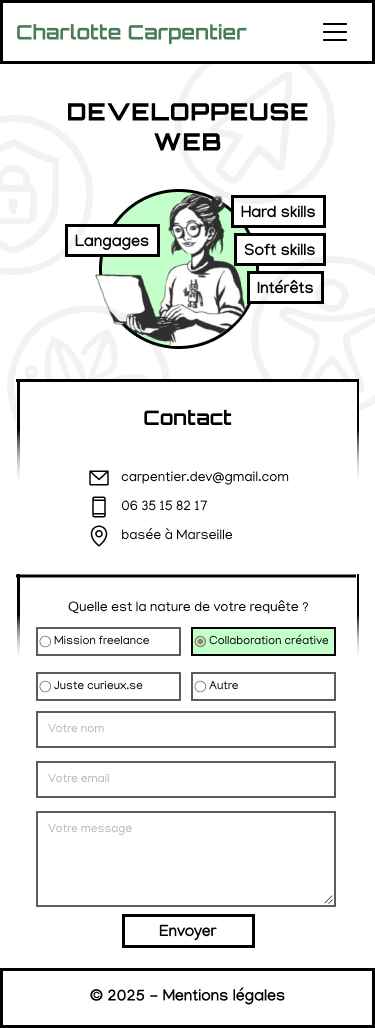 Charlotte Carpentier
DEVELOPPEUSE
WEB
Langages
Hard skills
Soft skills
Intérêts
Contact
carpentier.dev@gmail.com
06 35 15 82 17
basée à Marseille
Quelle est la nature de votre requête ?
Mission freelance
Collaboration créative
Juste curieux.se
Autre
Votre nom
Votre email
Votre message
Envoyer
© 2025 - Mentions légales